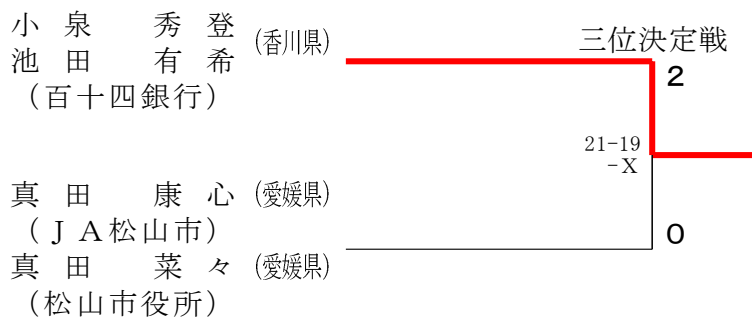 小泉 秀登 (香川県)
池田 有希
(百十四銀行)
三位決定戦
2
21-19
-X
真田 康心 (愛媛県)
(JA松山市)
0
真田 菜々 (愛媛県)
(松山市役所)